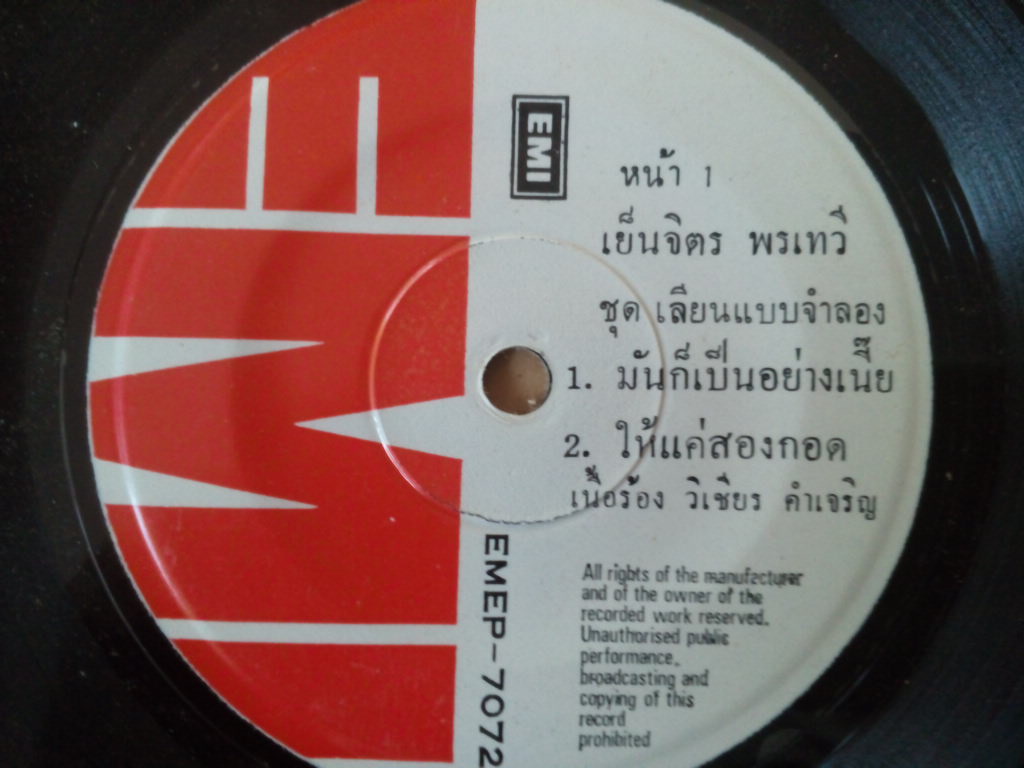 EMI
EMI
หน้า 1
เย็นจิตร พรเทวี
ชุด เลียนแบบจำลอง
1. มันก็เป็นอย่างเนี๊ย
2. ให้แค่สองกอด
เนื้อร้อง วิเชียร คำเจริญ
EMEP-7072
All rights of the manufacturer
and of the owner of the
recorded work reserved.
Unauthorised public
performance,
broadcasting and
copying of this
record
prohibited